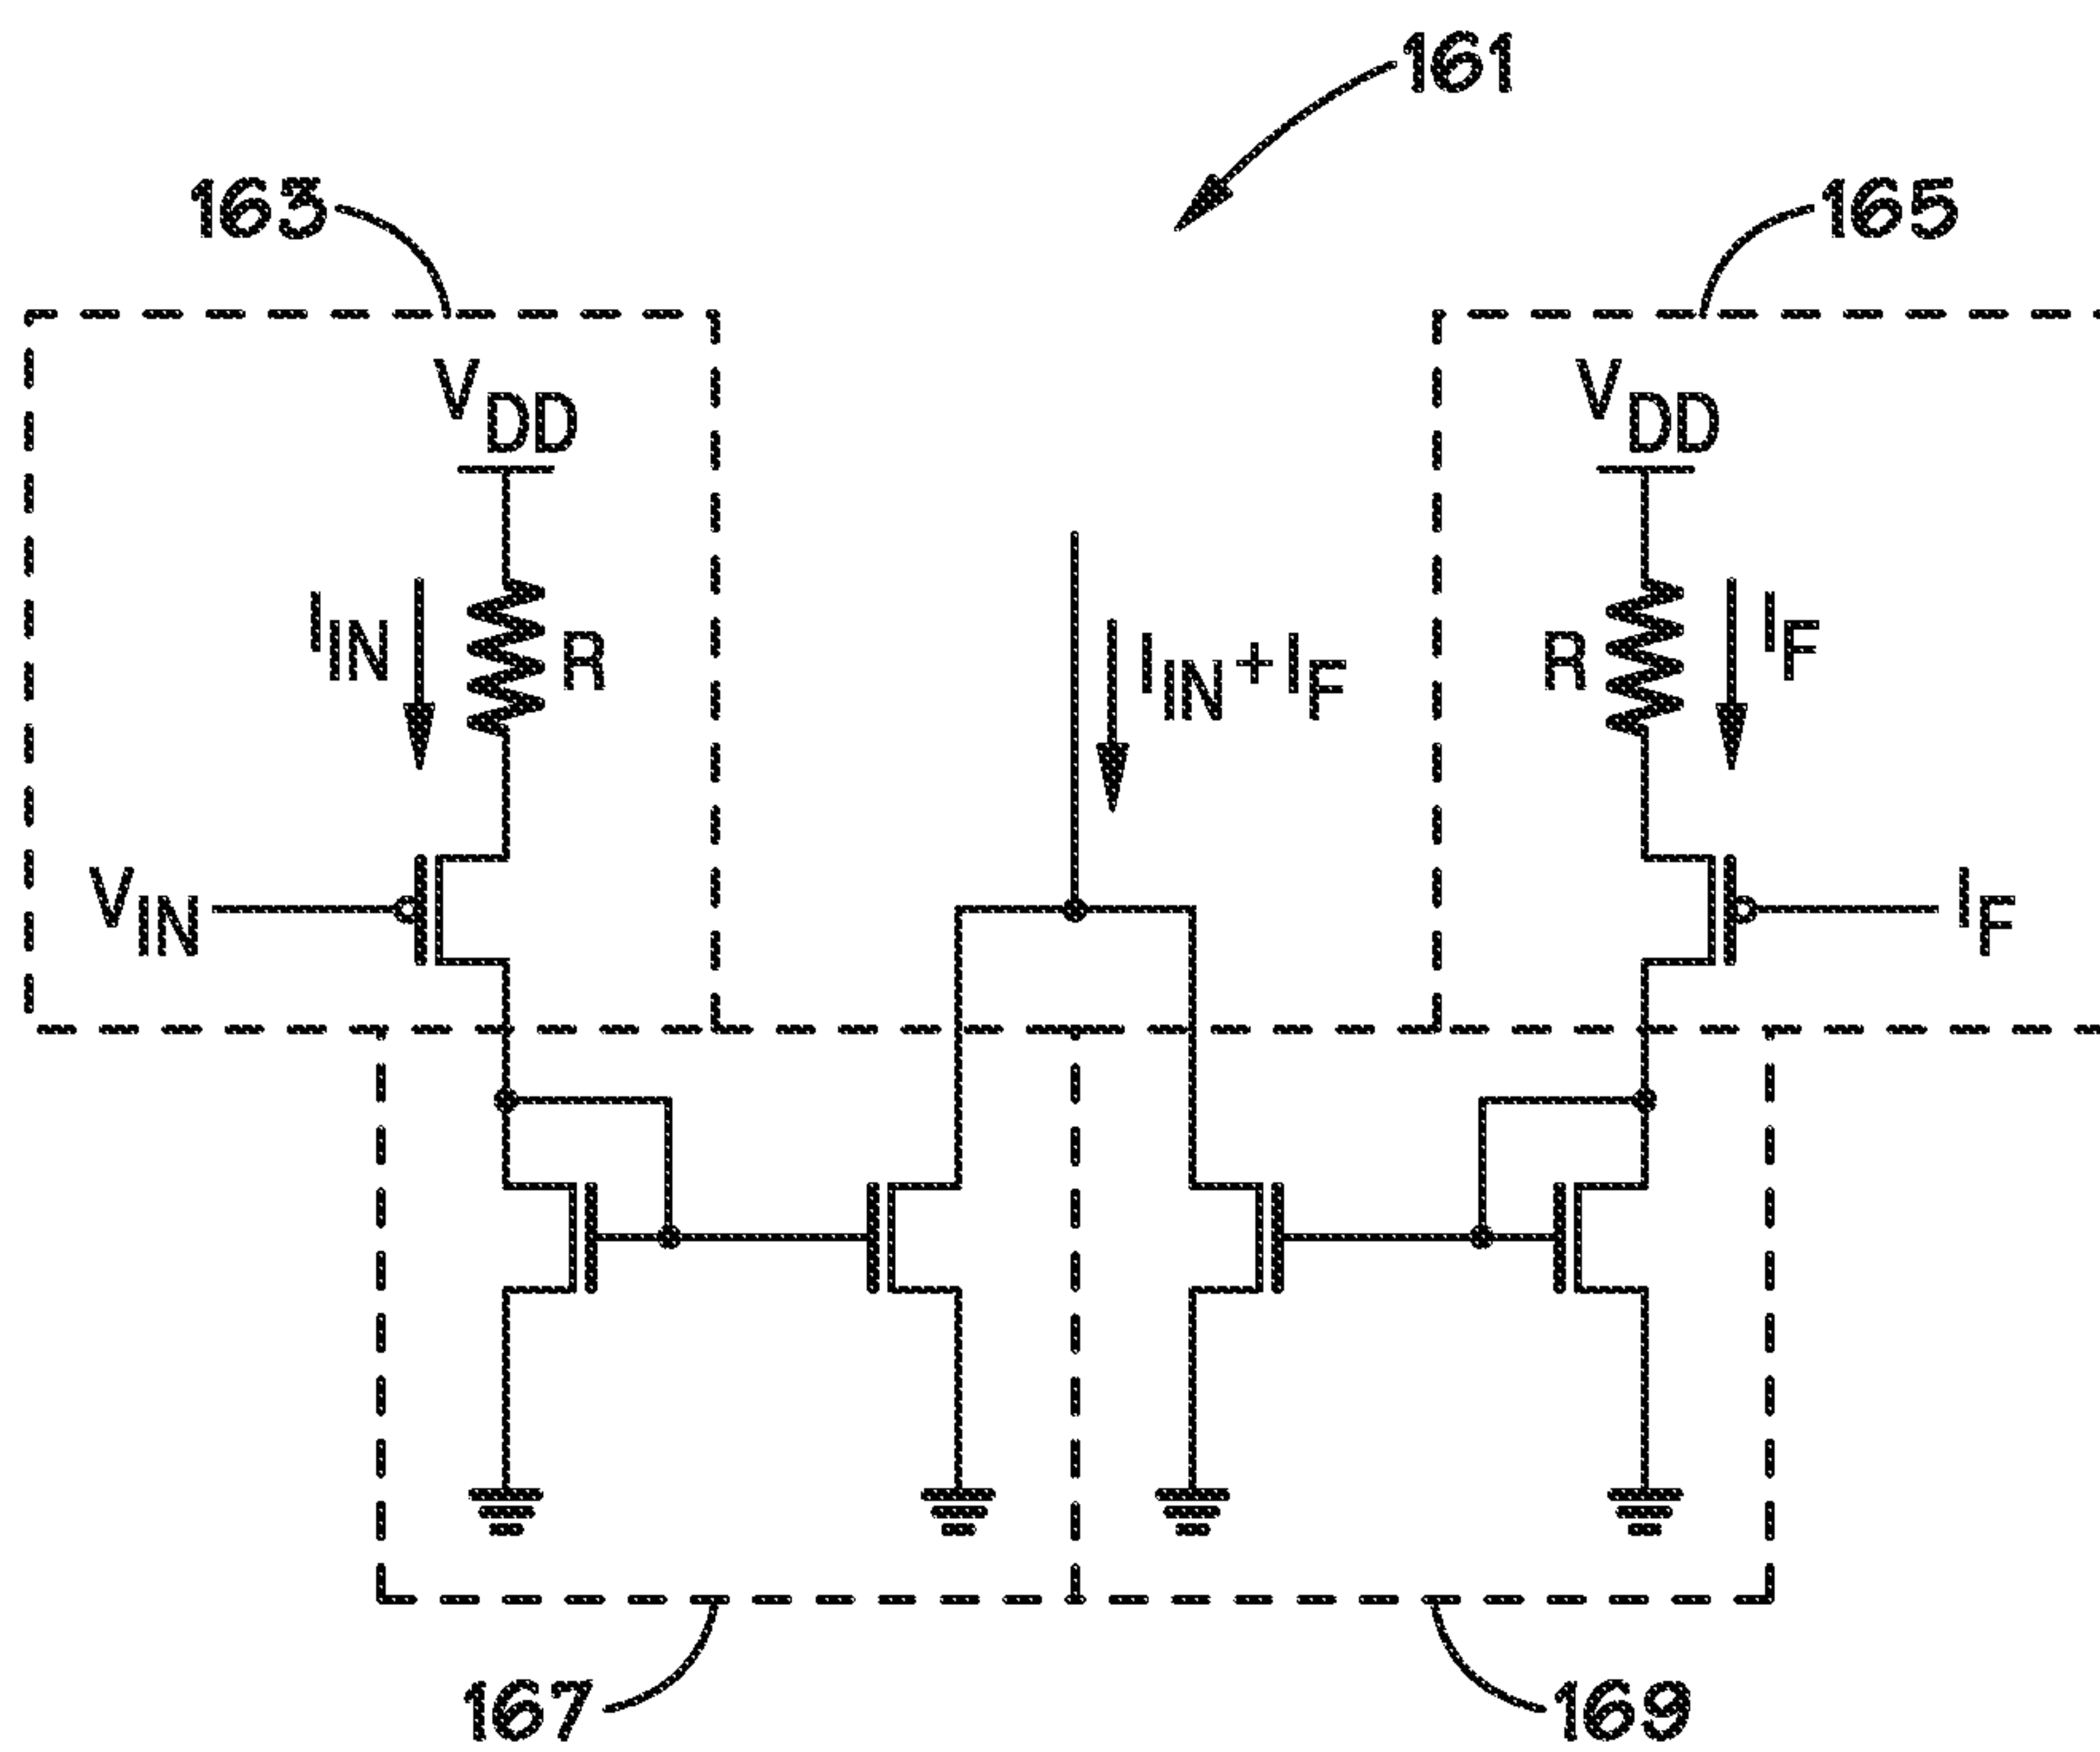 161
163
165
VDD
VDD
IIN
R
IIN+IF
R
IF
VIN
IF
167
169